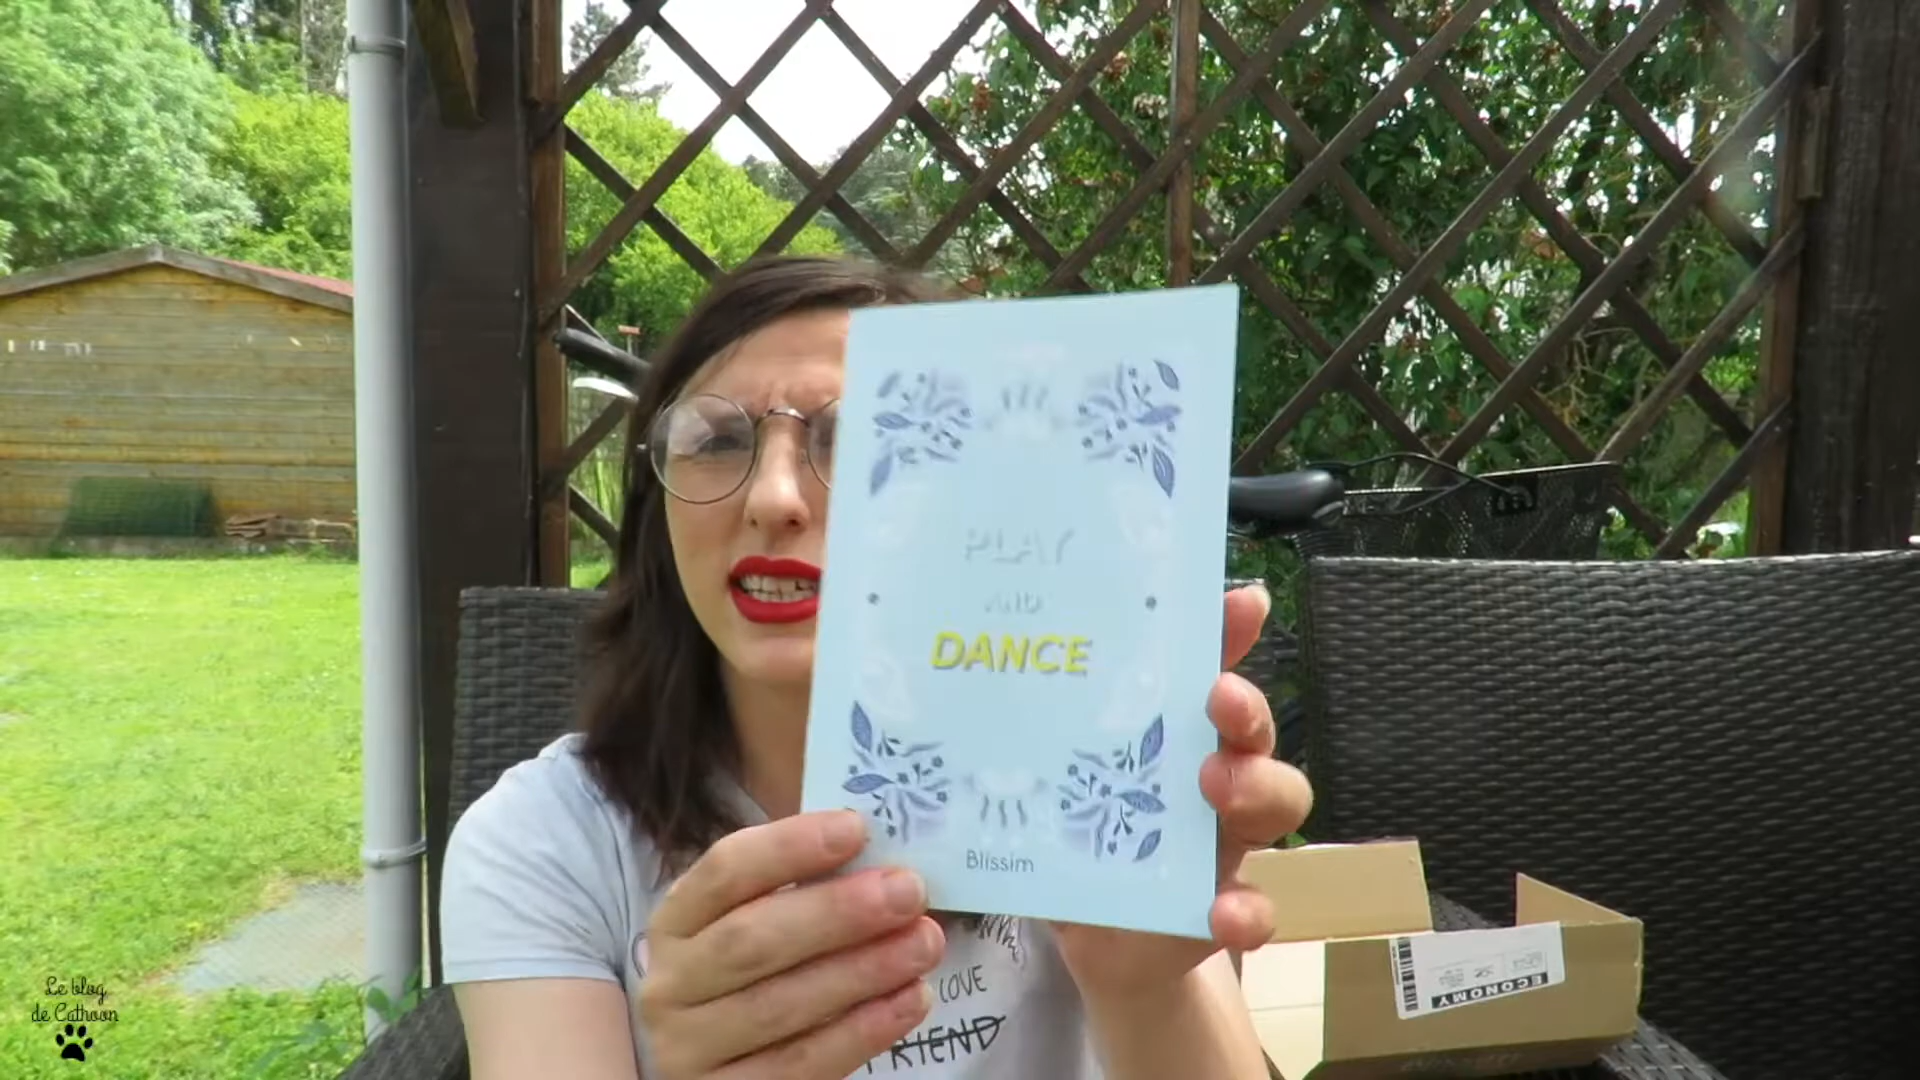 PLAY
AND
DANCE
Blissim
LOVE
FRIEND
ECONOMY
Le blog
de Cathoon